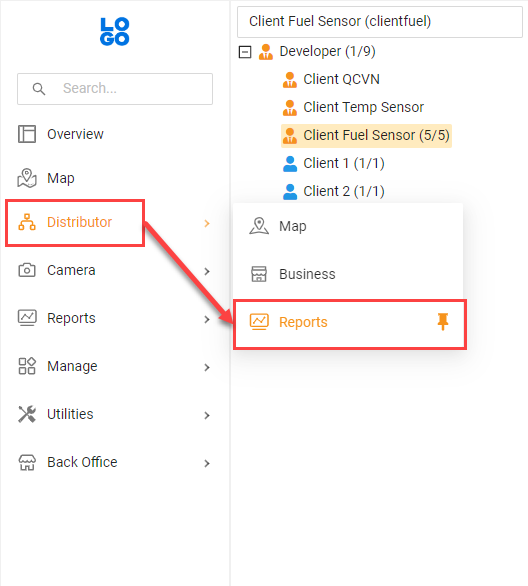 LO
GO
Search...
Overview
Map
Distributor
Camera
Reports
Manage
Utilities
Back Office
Client Fuel Sensor (clientfuel)
Developer (1/9)
Client QCVN
Client Temp Sensor
Client Fuel Sensor (5/5)
Client 1 (1/1)
Client 2 (1/1)
Map
Business
Reports